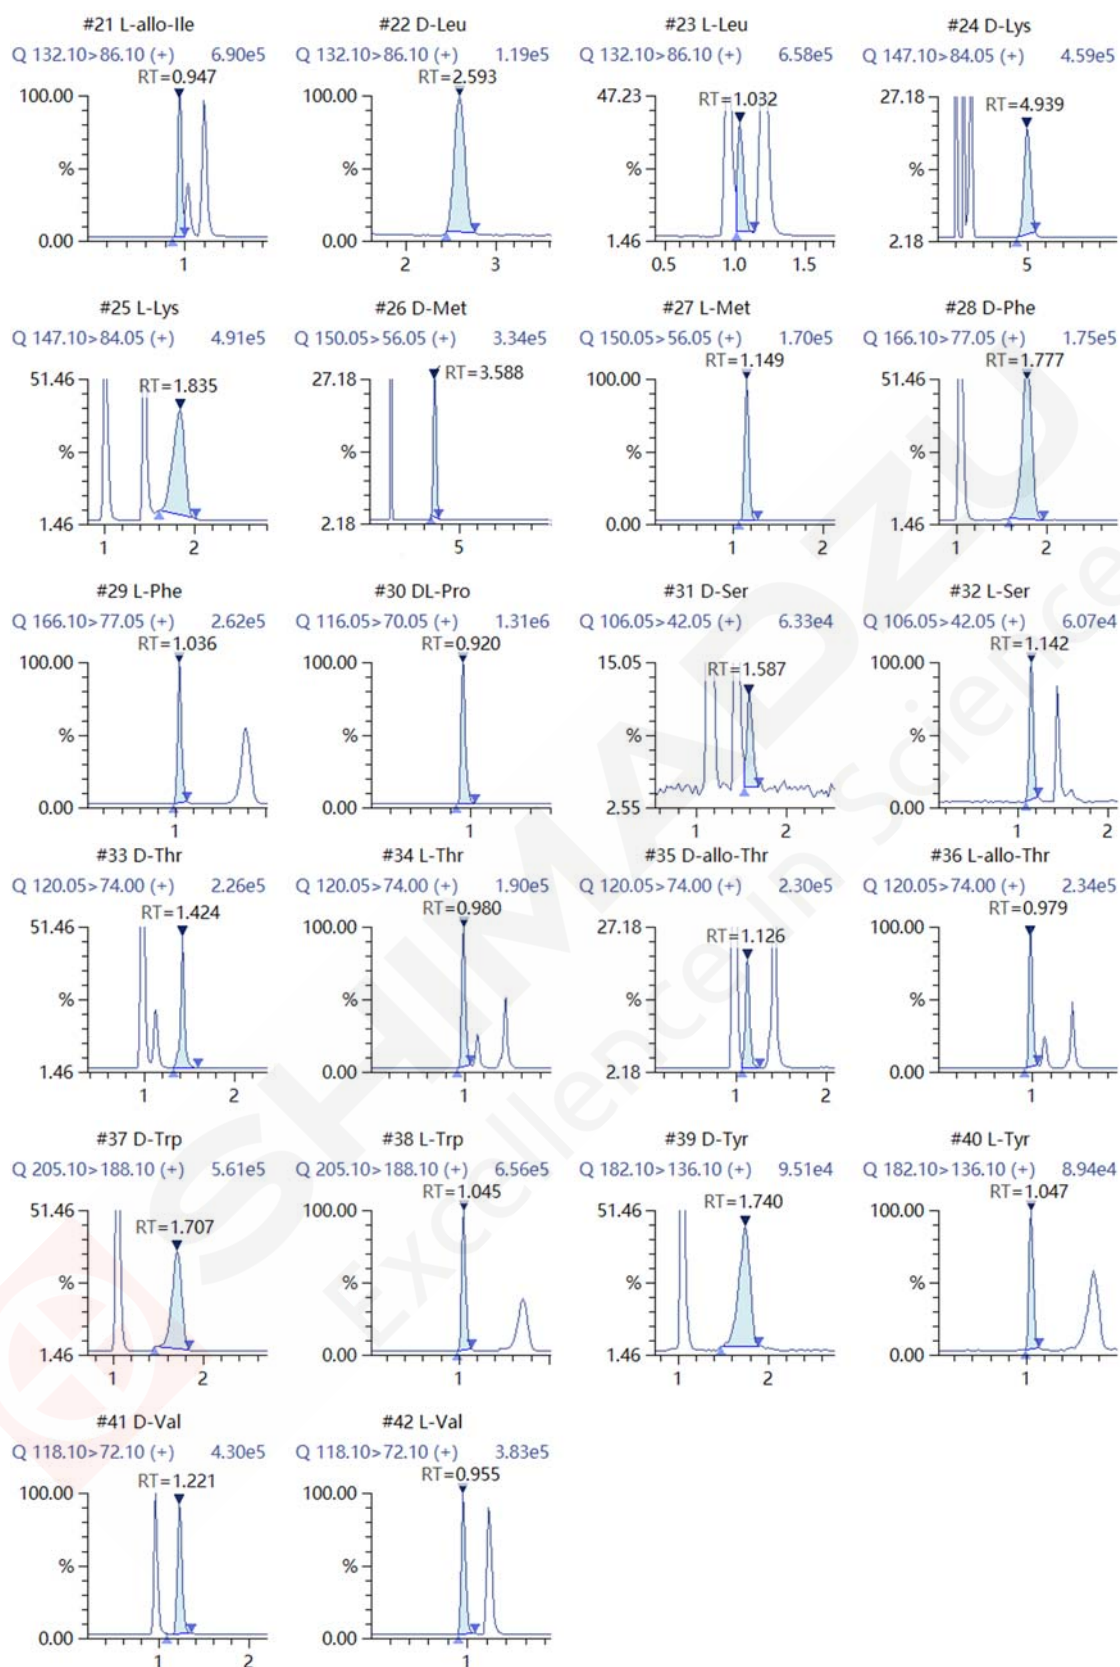 #21 L-allo-Ile
Q 132.10>86.10 (+) 6.90e5
RT=0.947
100.00
%
0.00
1
#22 D-Leu
Q 132.10>86.10 (+) 1.19e5
RT=2.593
100.00
%
0.00
2 3
#23 L-Leu
Q 132.10>86.10 (+) 6.58e5
RT=1.032
47.23
%
1.46
0.5 1.0 1.5
#24 D-Lys
Q 147.10>84.05 (+) 4.59e5
RT=4.939
27.18
%
2.18
5
#25 L-Lys
Q 147.10>84.05 (+) 4.91e5
RT=1.835
51.46
%
1.46
1 2
#26 D-Met
Q 150.05>56.05 (+) 3.34e5
RT=3.588
27.18
%
2.18
5
#27 L-Met
Q 150.05>56.05 (+) 1.70e5
RT=1.149
100.00
%
0.00
1 2
#28 D-Phe
Q 166.10>77.05 (+) 1.75e5
RT=1.777
51.46
%
1.46
1 2
#29 L-Phe
Q 166.10>77.05 (+) 2.62e5
RT=1.036
100.00
%
0.00
1
#30 DL-Pro
Q 116.05>70.05 (+) 1.31e6
RT=0.920
100.00
%
0.00
1
#31 D-Ser
Q 106.05>42.05 (+) 6.33e4
RT=1.587
15.05
%
2.55
1 2
#32 L-Ser
Q 106.05>42.05 (+) 6.07e4
RT=1.142
100.00
%
0.00
1 2
#33 D-Thr
Q 120.05>74.00 (+) 2.26e5
RT=1.424
51.46
%
1.46
1 2
#34 L-Thr
Q 120.05>74.00 (+) 1.90e5
RT=0.980
100.00
%
0.00
1
#35 D-allo-Thr
Q 120.05>74.00 (+) 2.30e5
RT=1.126
27.18
%
2.18
1 2
#36 L-allo-Thr
Q 120.05>74.00 (+) 2.34e5
RT=0.979
100.00
%
0.00
1
#37 D-Trp
Q 205.10>188.10 (+) 5.61e5
RT=1.707
51.46
%
1.46
1 2
#38 L-Trp
Q 205.10>188.10 (+) 6.56e5
RT=1.045
100.00
%
0.00
1
#39 D-Tyr
Q 182.10>136.10 (+) 9.51e4
RT=1.740
51.46
%
1.46
1 2
#40 L-Tyr
Q 182.10>136.10 (+) 8.94e4
RT=1.047
100.00
%
0.00
1
#41 D-Val
Q 118.10>72.10 (+) 4.30e5
RT=1.221
100.00
%
0.00
1 2
#42 L-Val
Q 118.10>72.10 (+) 3.83e5
RT=0.955
100.00
%
0.00
1
SHIMADZU
Excellence in Science